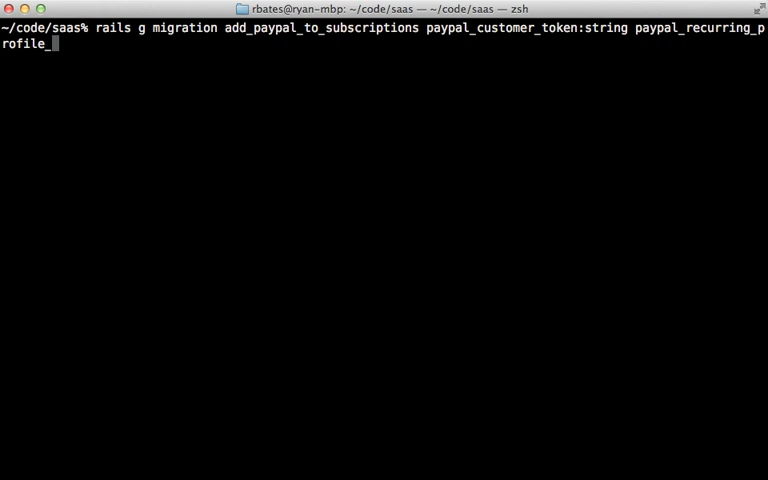 rbates@ryan-mbp: ~/code/saas — ~/code/saas — zsh
~/code/saas% rails g migration add_paypal_to_subscriptions paypal_customer_token:string paypal_recurring_p
rofile_